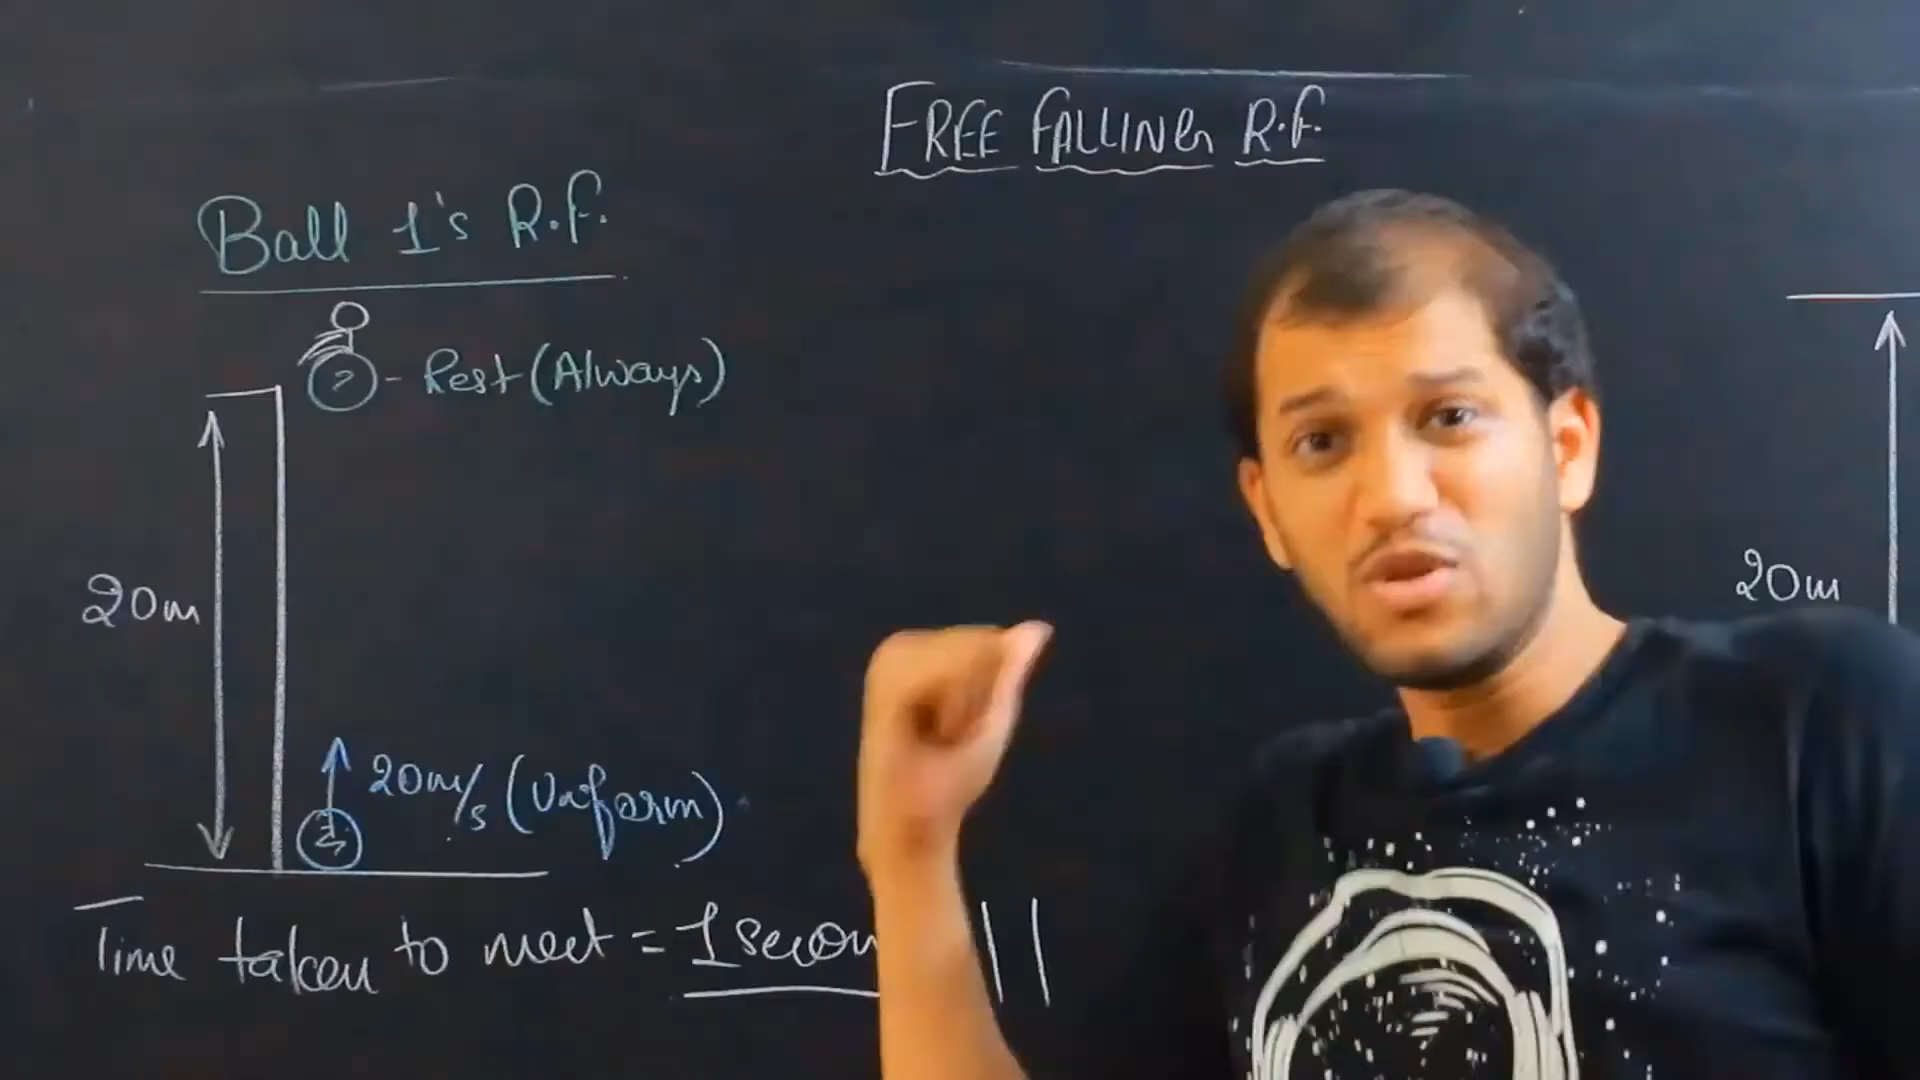 FREE FALLING R.F.
Ball 1's R.F.
Rest (Always)
20m
20m
20m/s (Uniform)
Time taken to meet = 1 secon